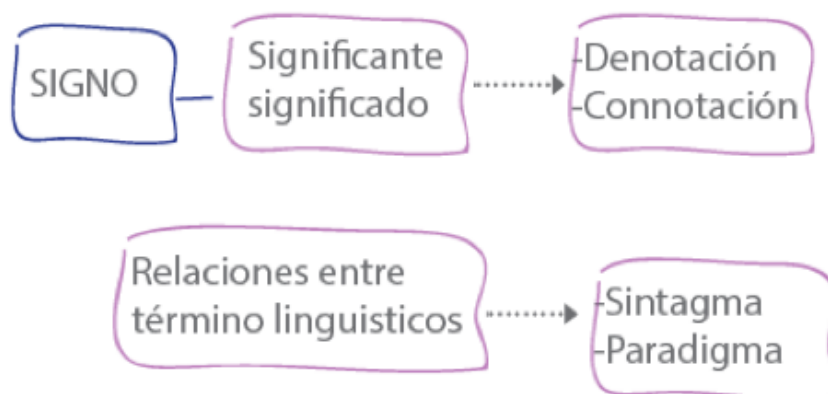 SIGNO
Significante
significado
-Denotación
-Connotación
Relaciones entre
término linguisticos
-Sintagma
-Paradigma